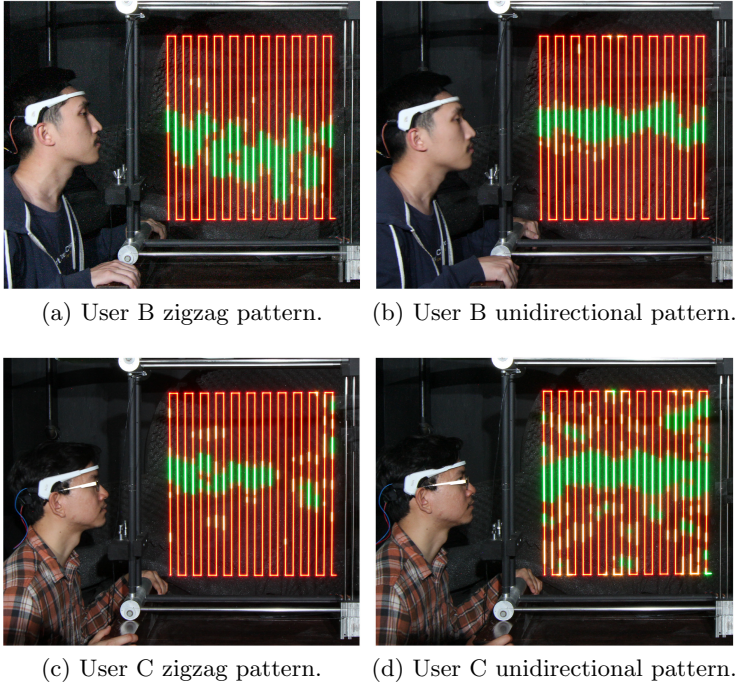 (a) User B zigzag pattern.
(b) User B unidirectional pattern.
(c) User C zigzag pattern.
(d) User C unidirectional pattern.